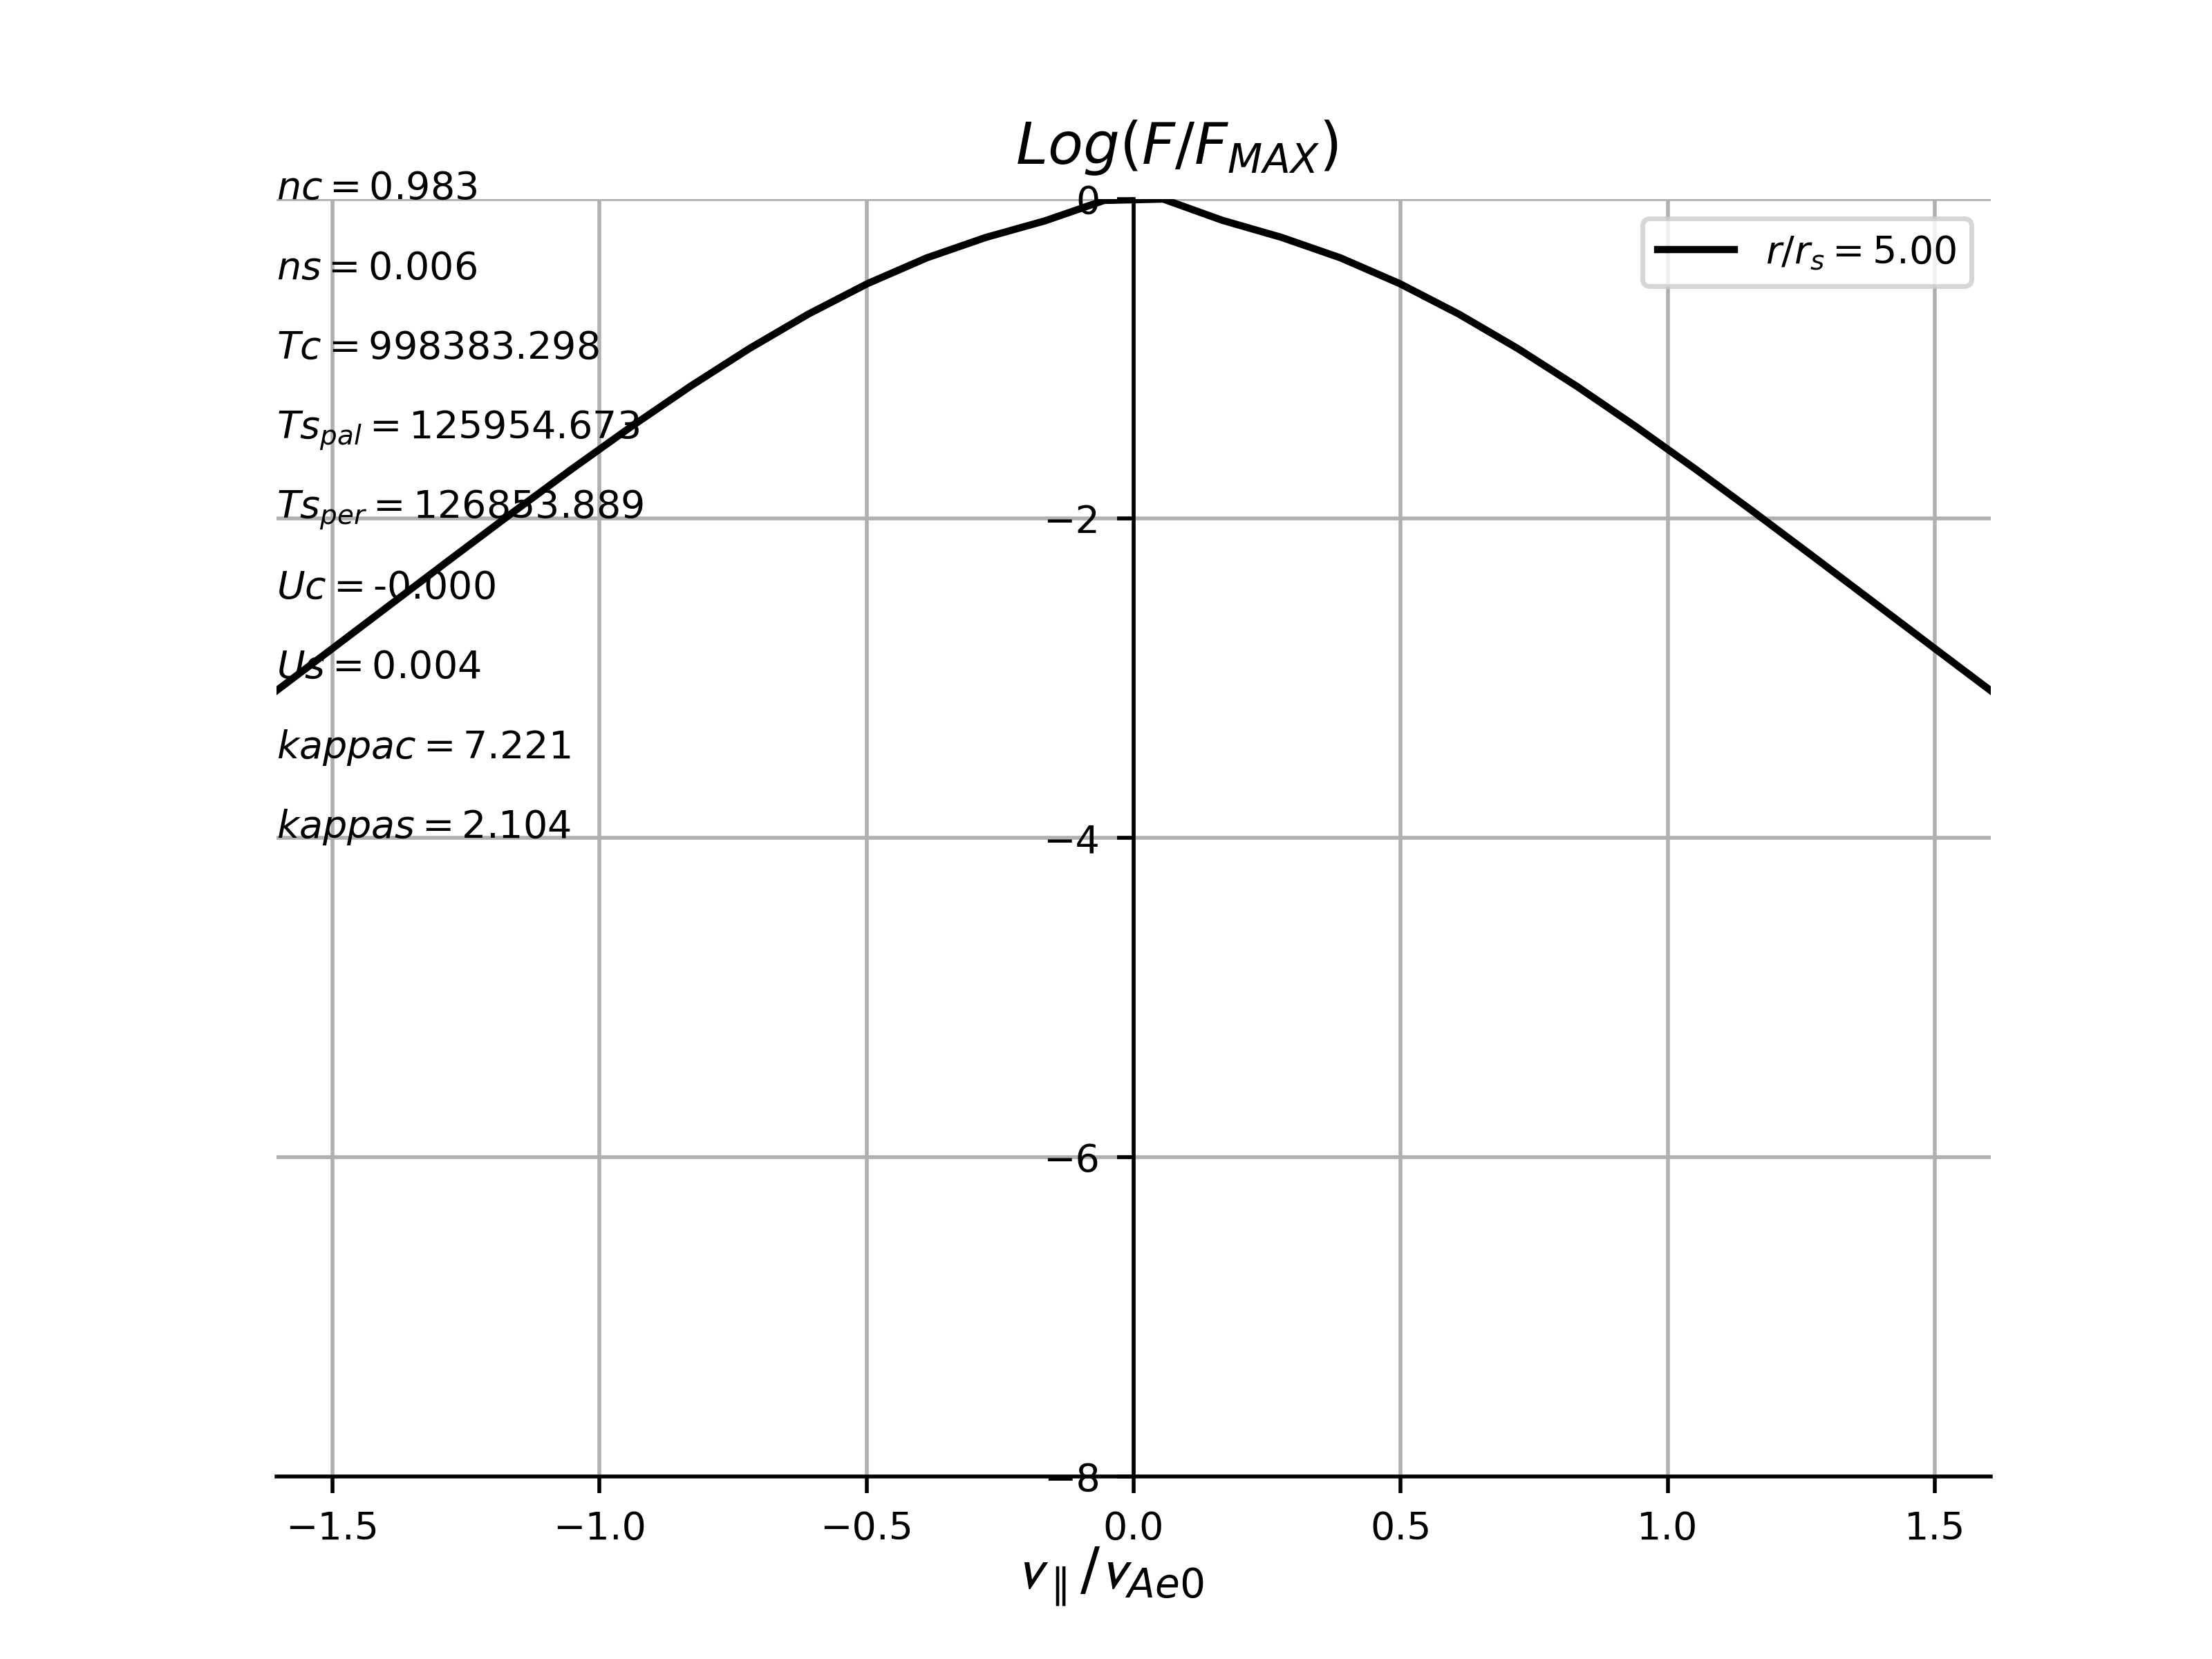 Log(F/F_MAX)
nc = 0.983
ns = 0.006
Tc = 998383.298
Ts_pal = 125954.673
Ts_per = 126853.889
Uc = -0.000
Us = 0.004
kappac = 7.221
kappas = 2.104
r/r_s = 5.00
0
−2
−4
−6
−8
−1.5 −1.0 −0.5 0.0 0.5 1.0 1.5
v_∥/v_Ae0